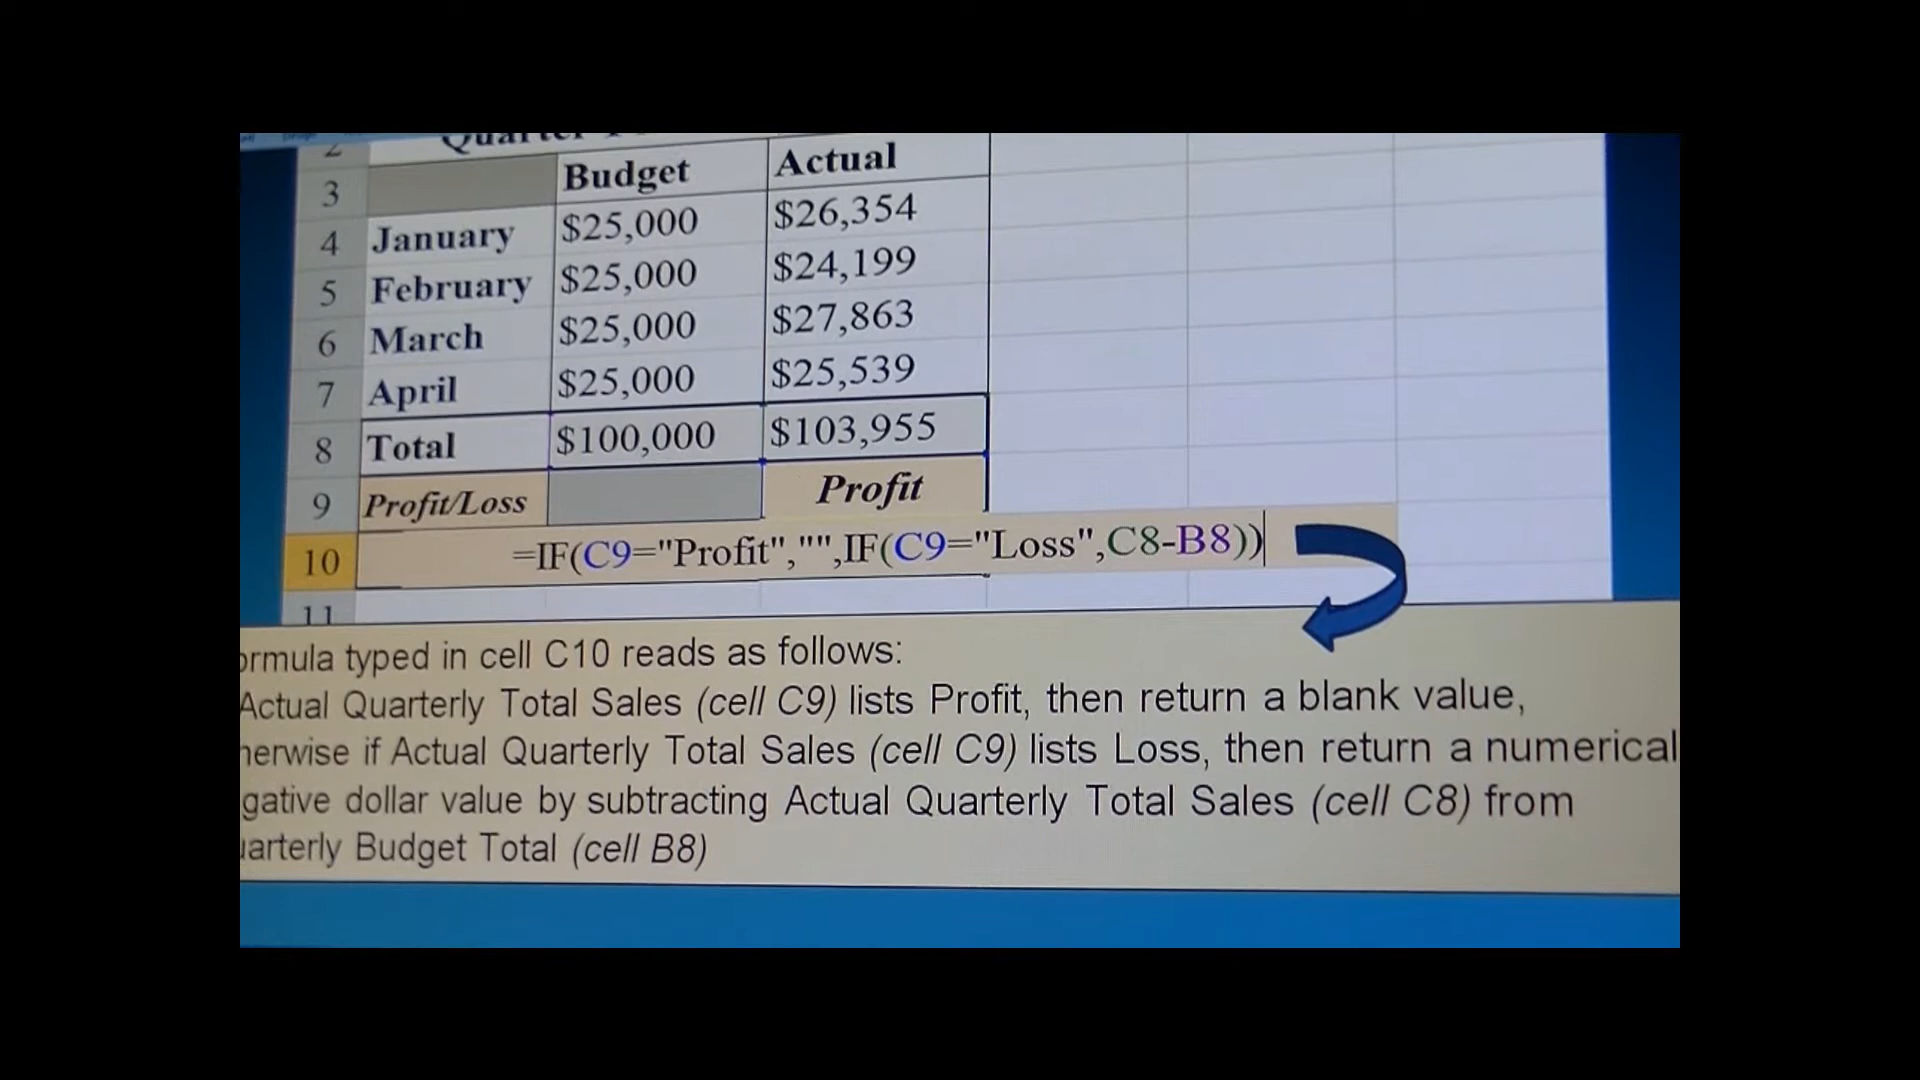 3 Budget Actual
4 January $25,000 $26,354
5 February $25,000 $24,199
6 March $25,000 $27,863
7 April $25,000 $25,539
8 Total $100,000 $103,955
9 Profit/Loss Profit
10 =IF(C9="Profit","",IF(C9="Loss",C8-B8))
11
typed in cell C10 reads as follows:
Actual Quarterly Total Sales (cell C9) lists Profit, then return a blank value,
if Actual Quarterly Total Sales (cell C9) lists Loss, then return a numerical
dollar value by subtracting Actual Quarterly Total Sales (cell C8) from
Budget Total (cell B8)